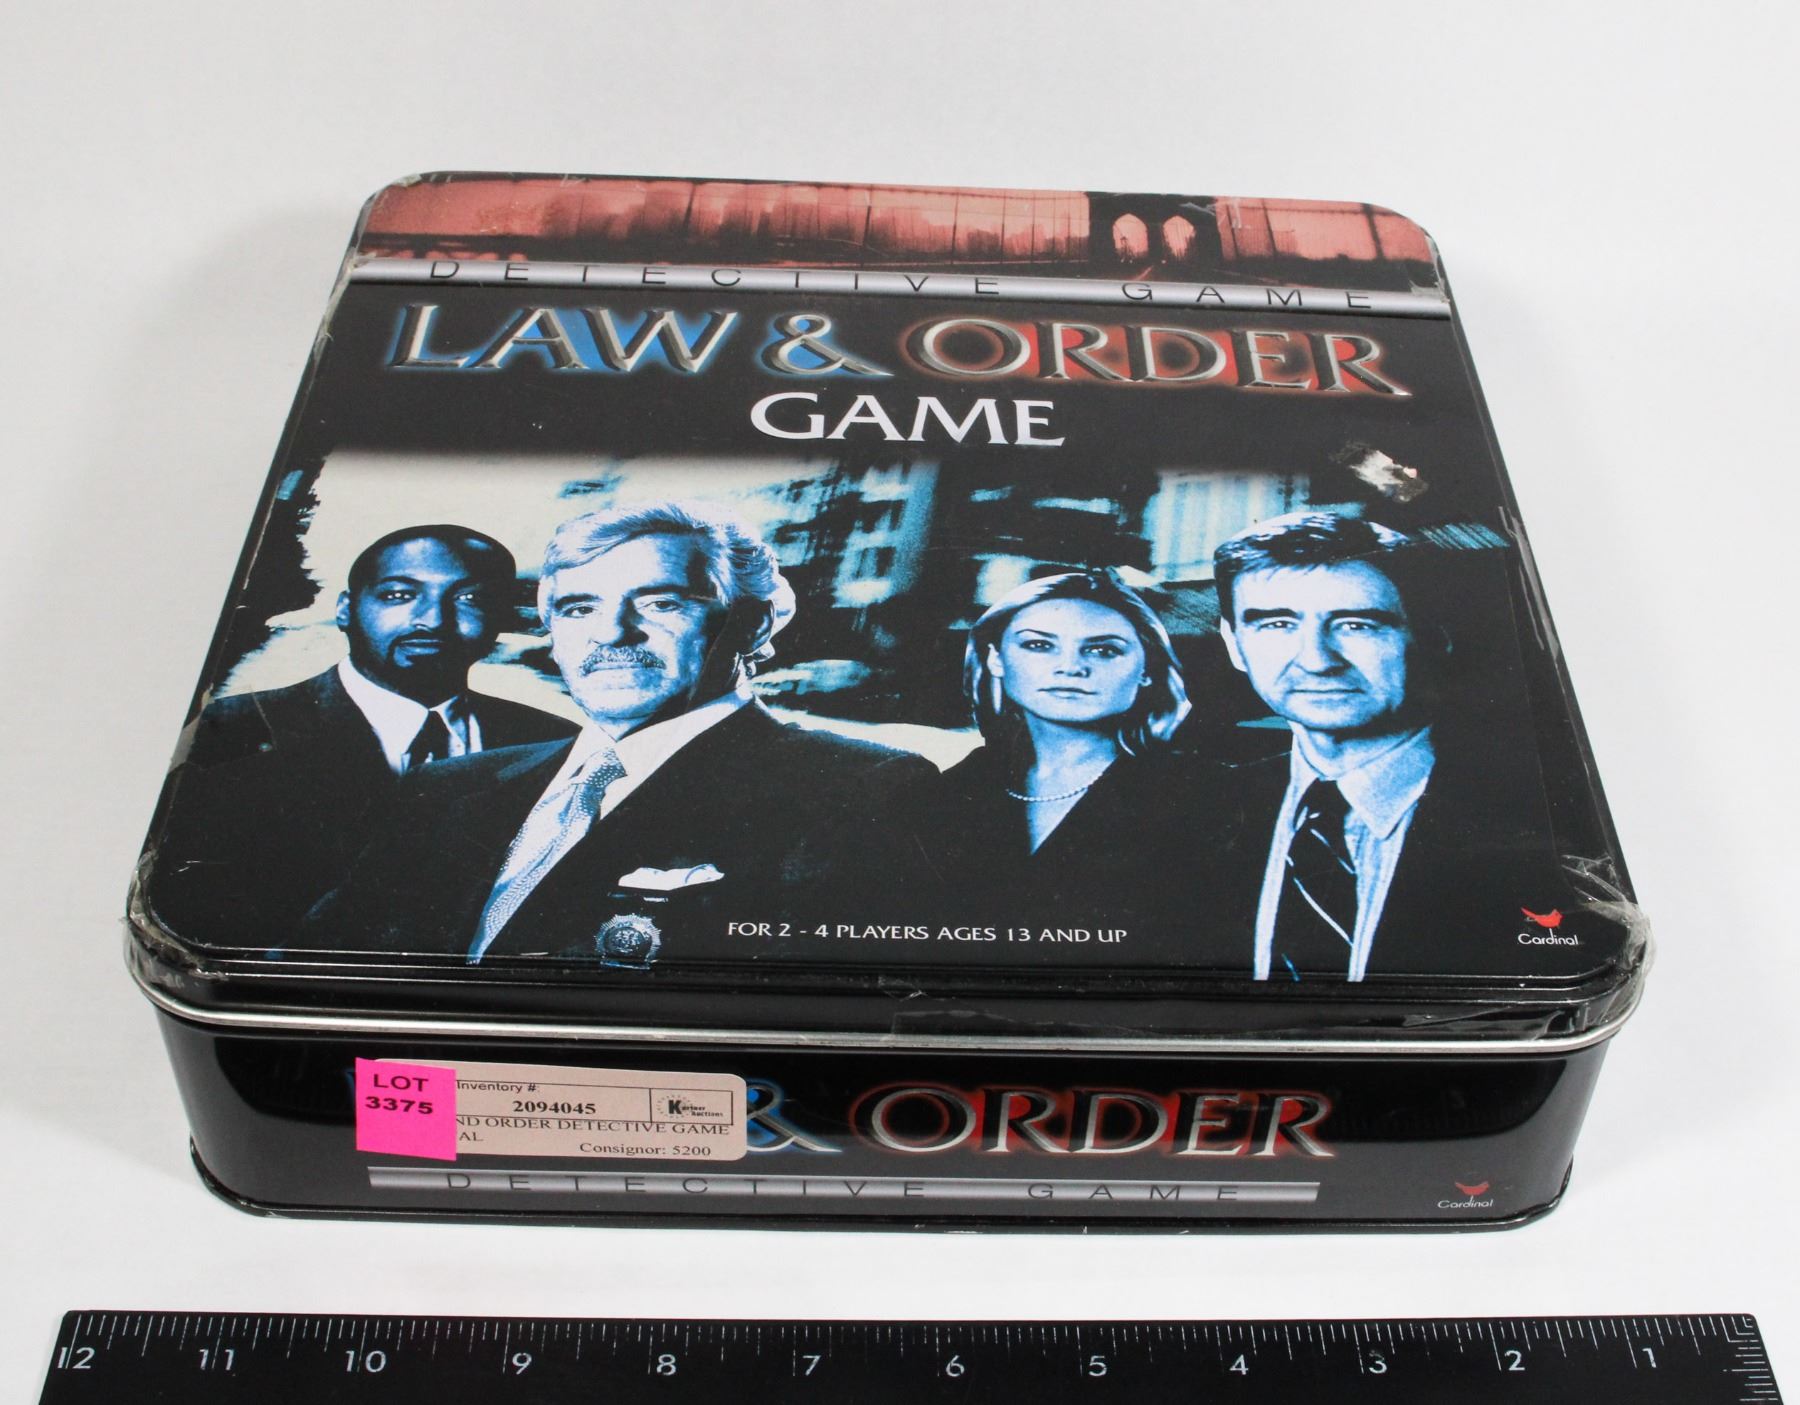 DETECTIVE GAME
LAW & ORDER
GAME
FOR 2 - 4 PLAYERS AGES 13 AND UP
Cardinal
LOT
3375
Inventory #:
2094045
Kastner
Auctions
ND ORDER DETECTIVE GAME
AL
Consignor: 5200
& ORDER
DETECTIVE GAME
Cardinal
12 11 10 9 8 7 6 5 4 3 2 1